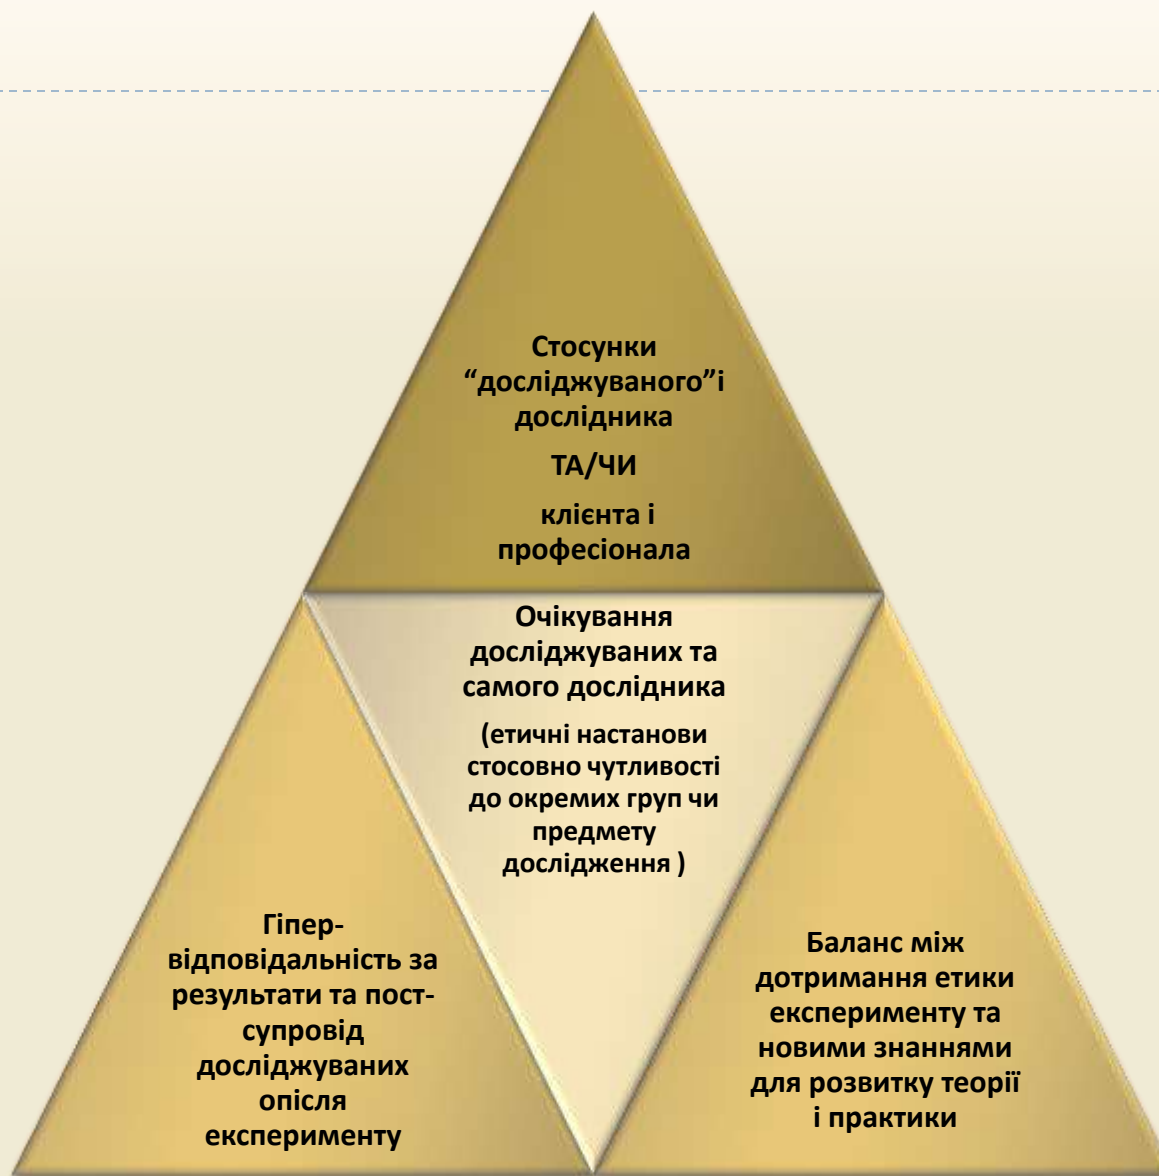 Стосунки
“досліджуваного”і
дослідника
ТА/ЧИ
клієнта і
професіонала
Очікування
досліджуваних та
самого дослідника
(етичні настанови
стосовно чутливості
до окремих груп чи
предмету
дослідження )
Гіпер-
відповідальність за
результати та пост-
супровід
досліджуваних
опісля
експерименту
Баланс між
дотримання етики
експерименту та
новими знаннями
для розвитку теорії
і практики